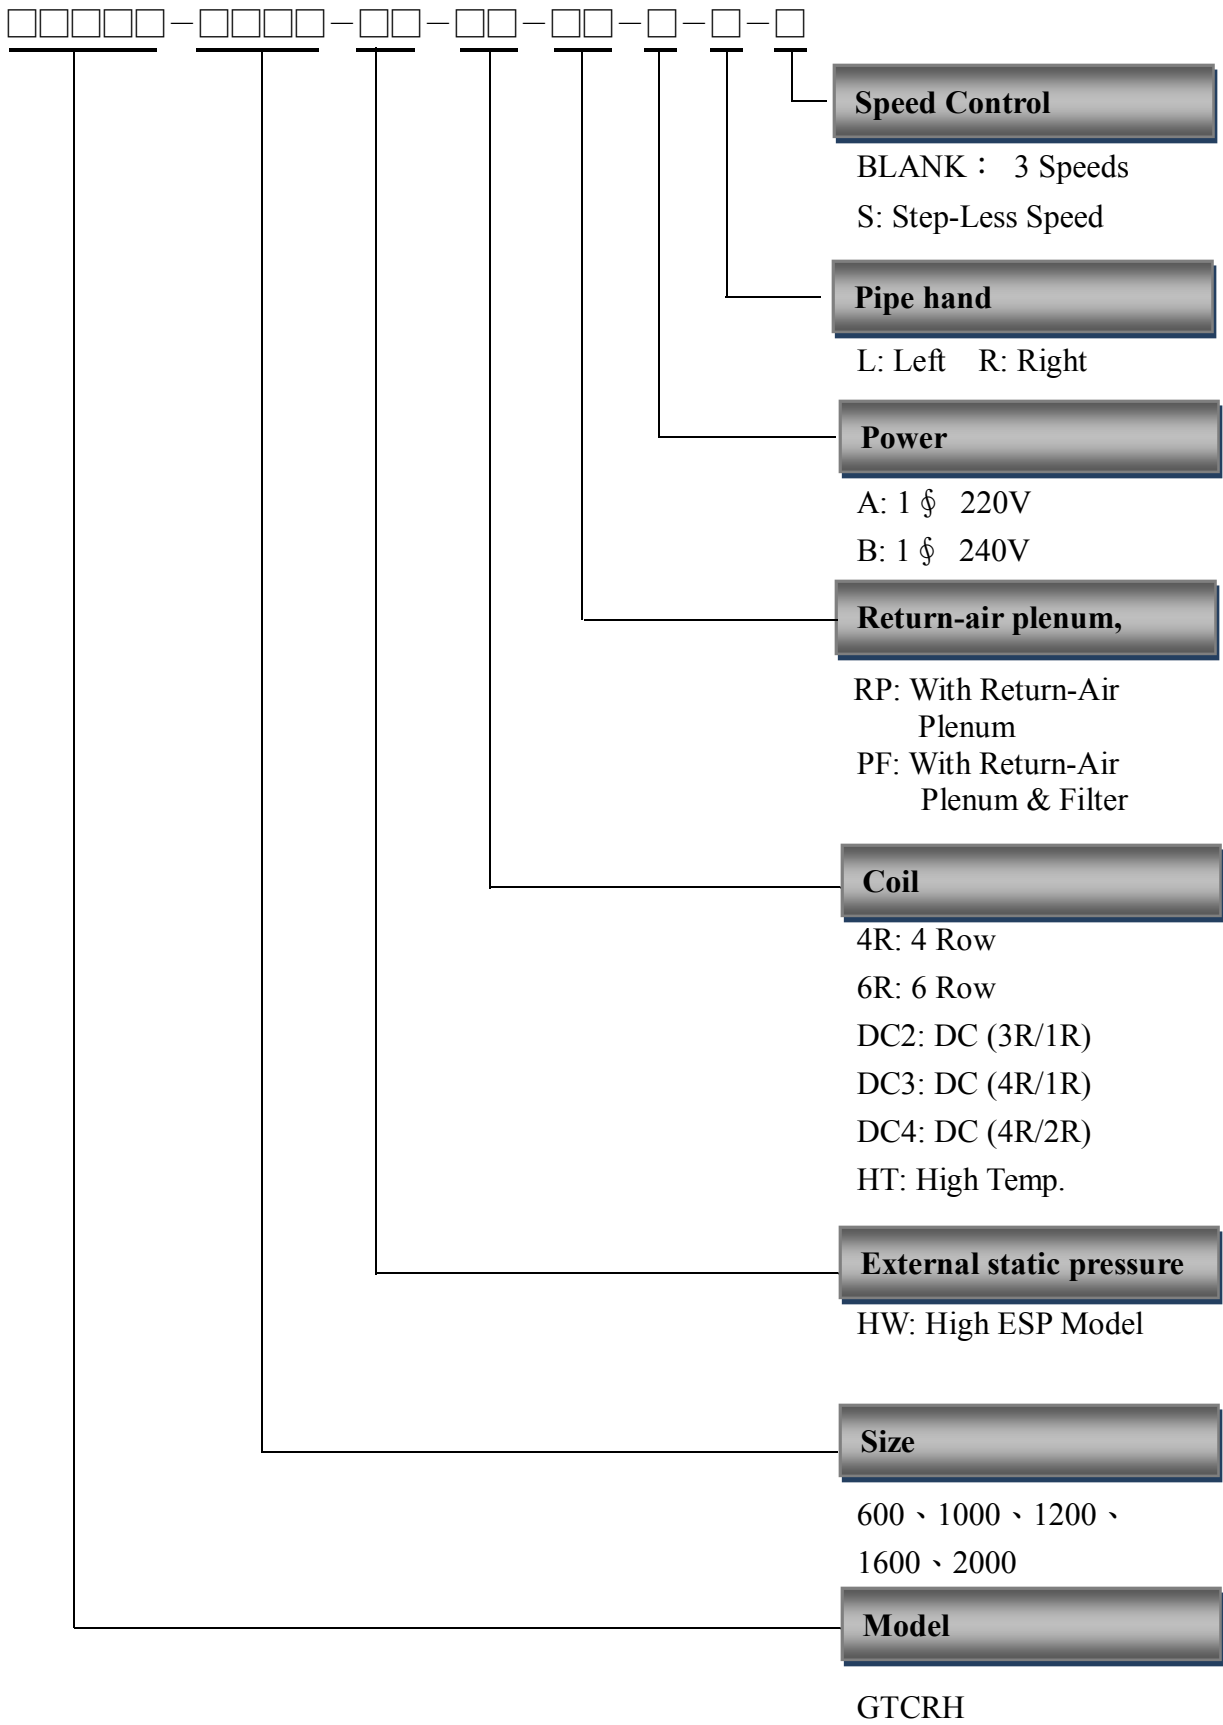 □□□□□－□□□□－□□－□□－□□－□－□－□
Speed Control
BLANK： 3 Speeds
S: Step-Less Speed
Pipe hand
L: Left R: Right
Power
A: 1∮ 220V
B: 1∮ 240V
Return-air plenum,
RP: With Return-Air
Plenum
PF: With Return-Air
Plenum & Filter
Coil
4R: 4 Row
6R: 6 Row
DC2: DC (3R/1R)
DC3: DC (4R/1R)
DC4: DC (4R/2R)
HT: High Temp.
External static pressure
HW: High ESP Model
Size
600、1000、1200、
1600、2000
Model
GTCRH